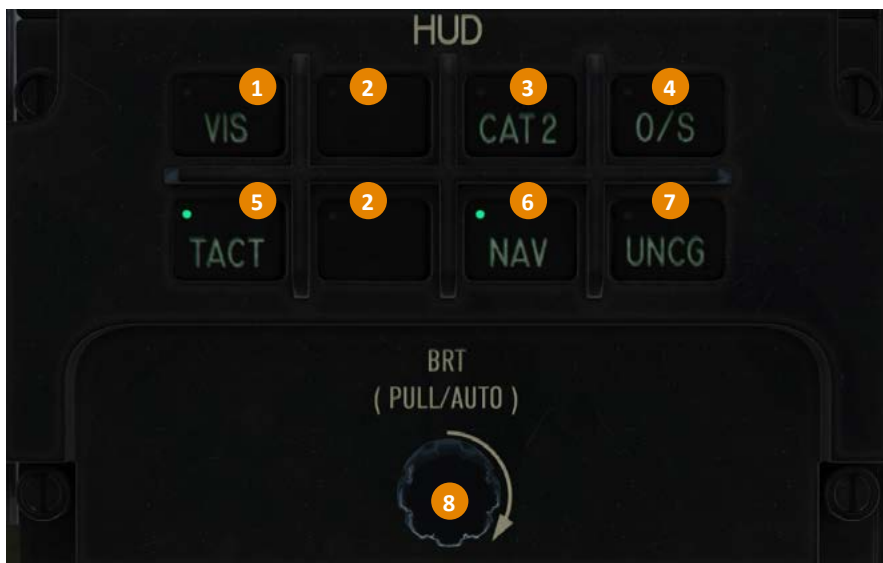 HUD
1 2 3 4
VIS CAT 2 O/S
5 2 6 7
TACT NAV UNCG
BRT
( PULL/AUTO )
8